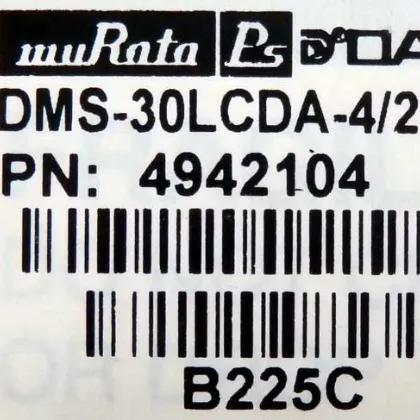 muRata Ps
DMS-30LCDA-4/2
PN: 4942104
B225C